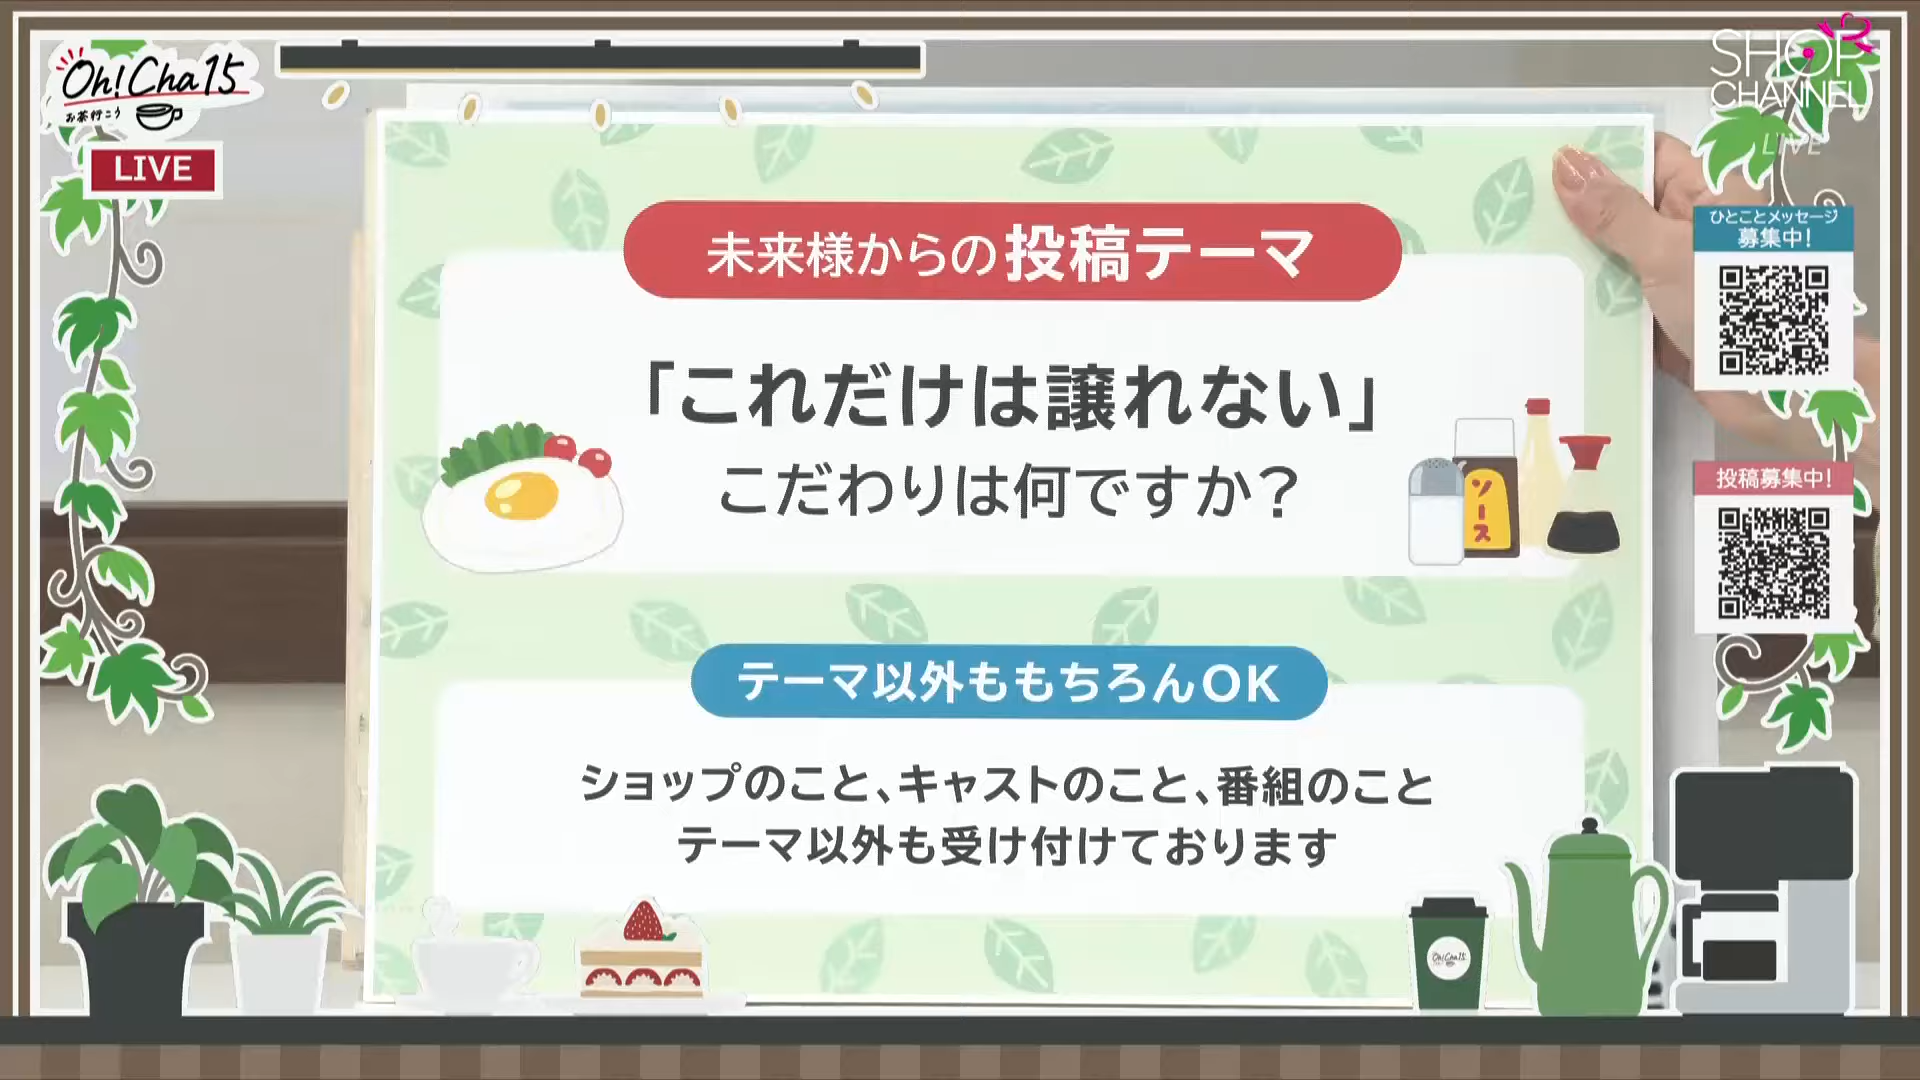 Oh!Cha15
お茶行こう
LIVE
SHOP
CHANNEL
LIVE
ひとことメッセージ
募集中!
投稿募集中!
未来様からの投稿テーマ
「これだけは譲れない」
こだわりは何ですか?
ソース
テーマ以外ももちろんOK
ショップのこと、キャストのこと、番組のこと
テーマ以外も受け付けております
Oh!Cha15